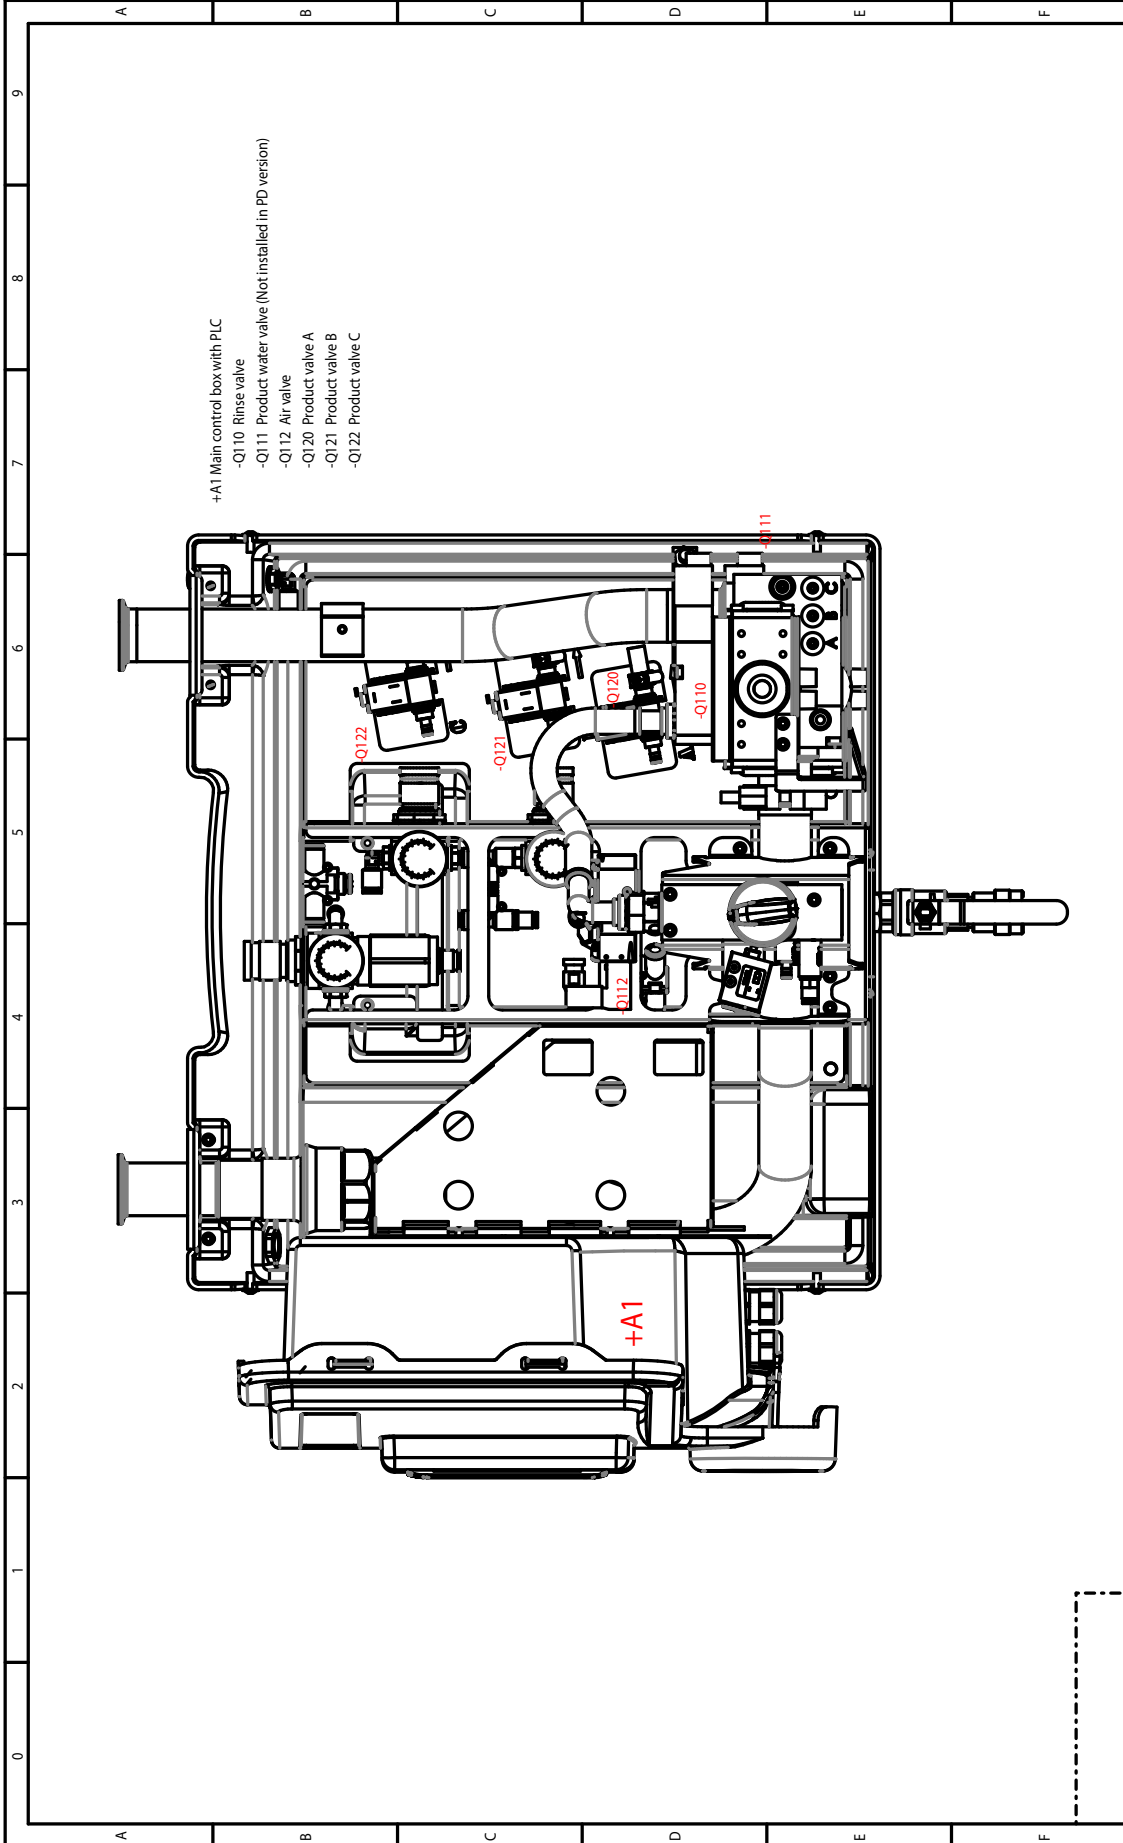 0 1 2 3 4 5 6 7 8 9
A
A
+A1 Main control box with PLC
-Q110 Rinse valve
-Q111 Product water valve (Not installed in PD version)
-Q112 Air valve
-Q120 Product valve A
-Q121 Product valve B
-Q122 Product valve C
B
B
-Q122
C
C
-Q121
C
-Q120
-Q112
+A1
D
D
A
-Q110
-Q111
A B C
E
E
F
F